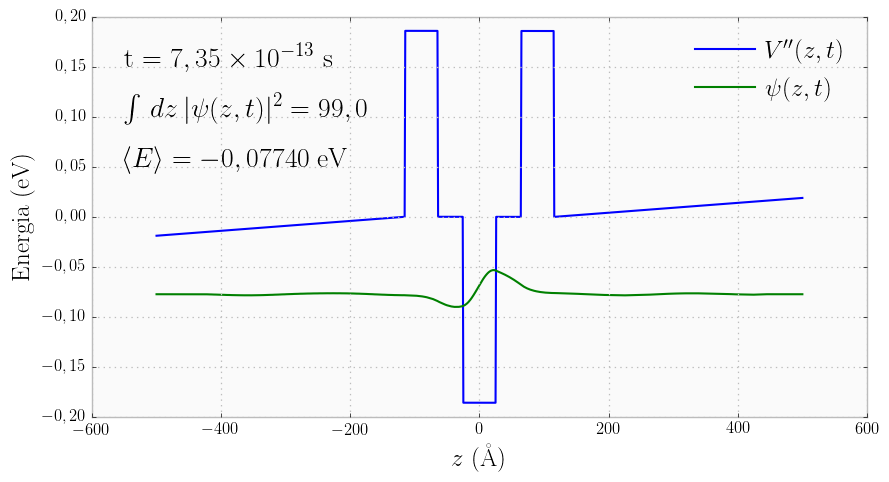 t = 7,35 × 10⁻¹³ s
∫ dz |ψ(z,t)|² = 99,0
⟨E⟩ = −0,07740 eV
V''(z,t)
ψ(z,t)
Energia (eV)
0,20
0,15
0,10
0,05
0,00
−0,05
−0,10
−0,15
−0,20
−600 −400 −200 0 200 400 600
z (Å)